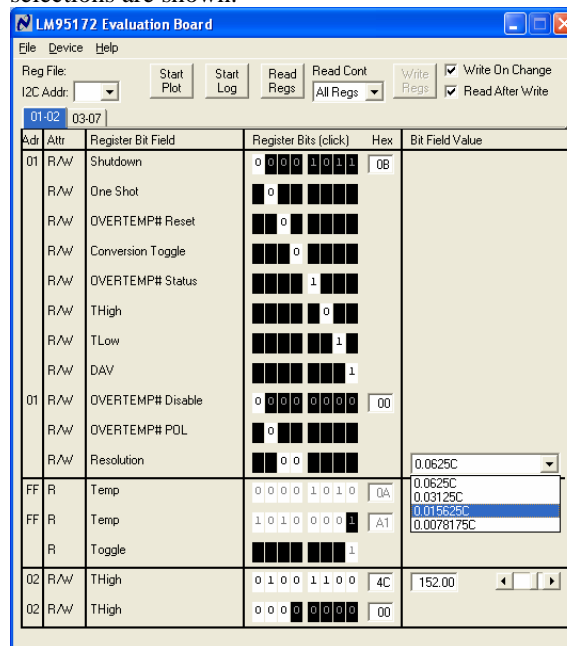 selections are shown.
LM95172 Evaluation Board
File Device Help
Reg File: Start Plot Start Log Read Regs Read Cont Write Regs Write On Change
I2C Addr: All Regs Read After Write
01-02 03-07
Adr Attr Register Bit Field Register Bits (click) Hex Bit Field Value
01 R/W Shutdown 0 0 0 0 1 0 1 1 0B
R/W One Shot 0
R/W OVERTEMP# Reset 0
R/W Conversion Toggle 0
R/W OVERTEMP# Status 1
R/W THigh 0
R/W TLow 1
R/W DAV 1
01 R/W OVERTEMP# Disable 0 0 0 0 0 0 0 0 00
R/W OVERTEMP# POL 0
R/W Resolution 0 0 0.0625C
0.0625C
0.03125C
0.015625C
0.0078175C
FF R Temp 0 0 0 0 1 0 1 0 0A
FF R Temp 1 0 1 0 0 0 0 1 A1
R Toggle 1
02 R/W THigh 0 1 0 0 1 1 0 0 4C 152.00
02 R/W THigh 0 0 0 0 0 0 0 0 00